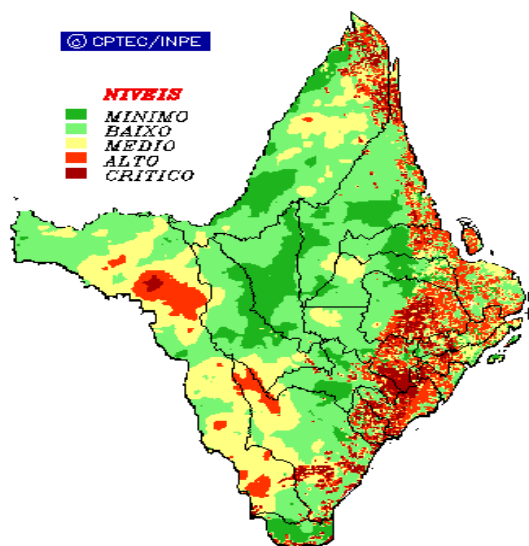 © CPTEC/INPE
NIVEIS
MINIMO
BAIXO
MEDIO
ALTO
CRITICO